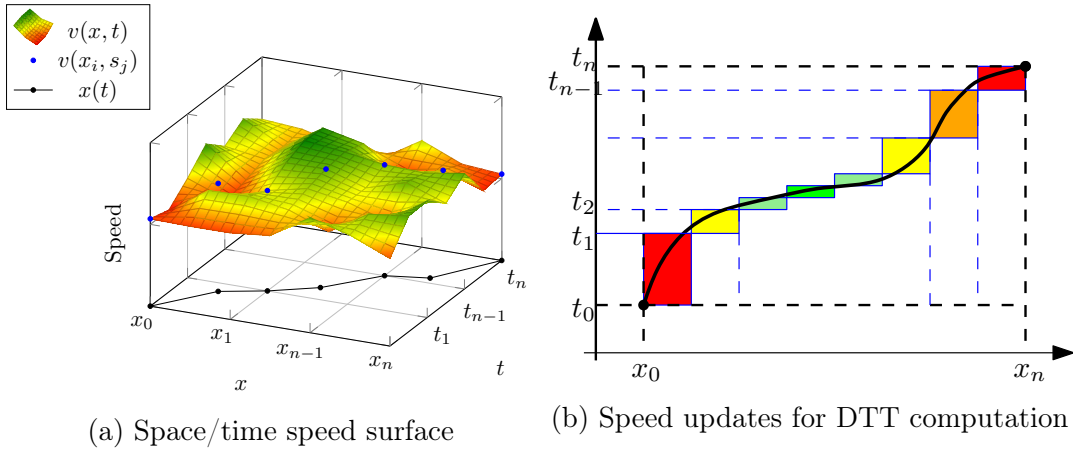 v(x, t)
v(x_i, s_j)
x(t)
Speed
x_0
x_1
x_{n−1}
x_n
x
t_1
t_{n−1}
t_n
t
(a) Space/time speed surface
t_n
t_{n−1}
t_2
t_1
t_0
x_0
x_n
(b) Speed updates for DTT computation